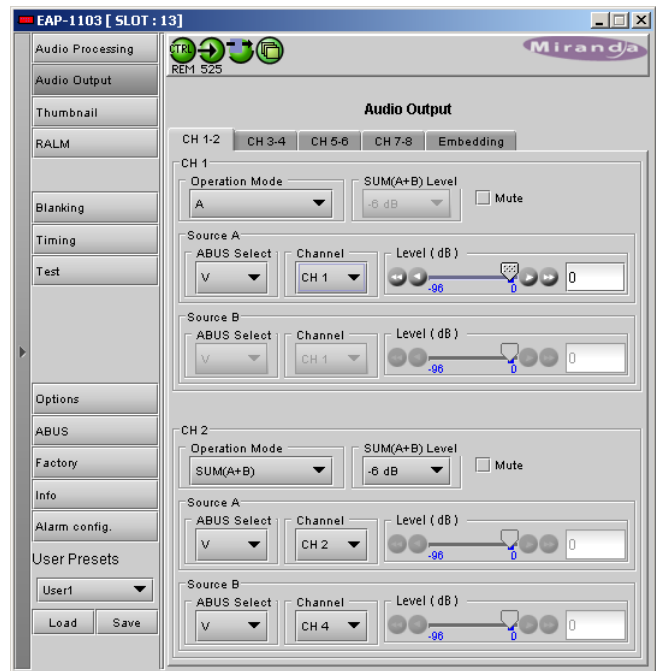 EAP-1103 [ SLOT : 13]
Audio Processing
Audio Output
Thumbnail
RALM
Blanking
Timing
Test
Options
ABUS
Factory
Info
Alarm config.
User Presets
User1
Load Save
CTRL
REM 525
Miranda
Audio Output
CH 1-2 CH 3-4 CH 5-6 CH 7-8 Embedding
CH 1
Operation Mode SUM(A+B) Level
A -6 dB Mute
Source A
ABUS Select Channel Level ( dB )
V CH 1 0
-96 0
Source B
ABUS Select Channel Level ( dB )
V CH 1 0
-96 0
CH 2
Operation Mode SUM(A+B) Level
SUM(A+B) -6 dB Mute
Source A
ABUS Select Channel Level ( dB )
V CH 2 0
-96 0
Source B
ABUS Select Channel Level ( dB )
V CH 4 0
-96 0